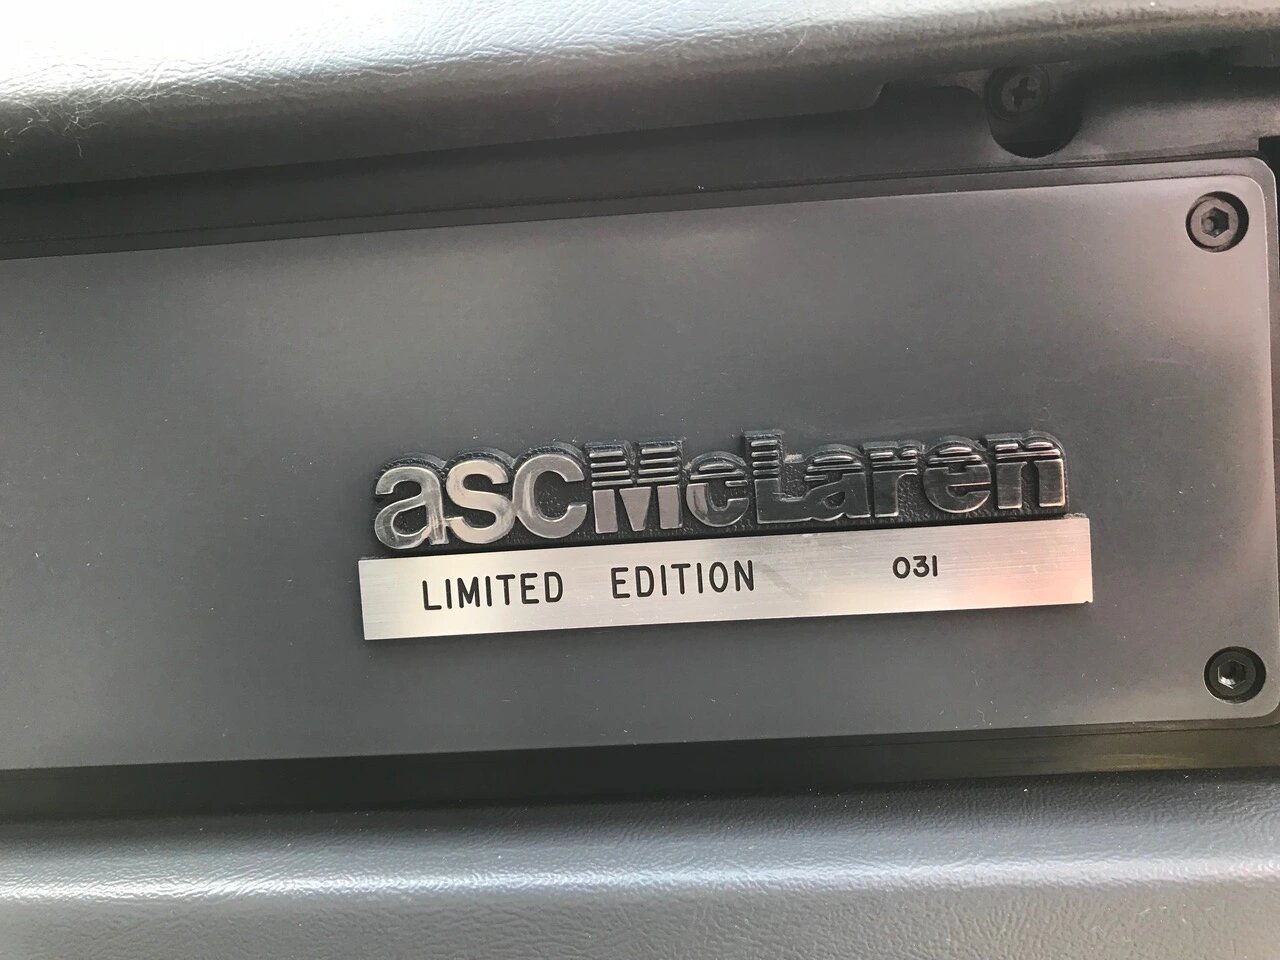 ascMcLaren
LIMITED EDITION 031